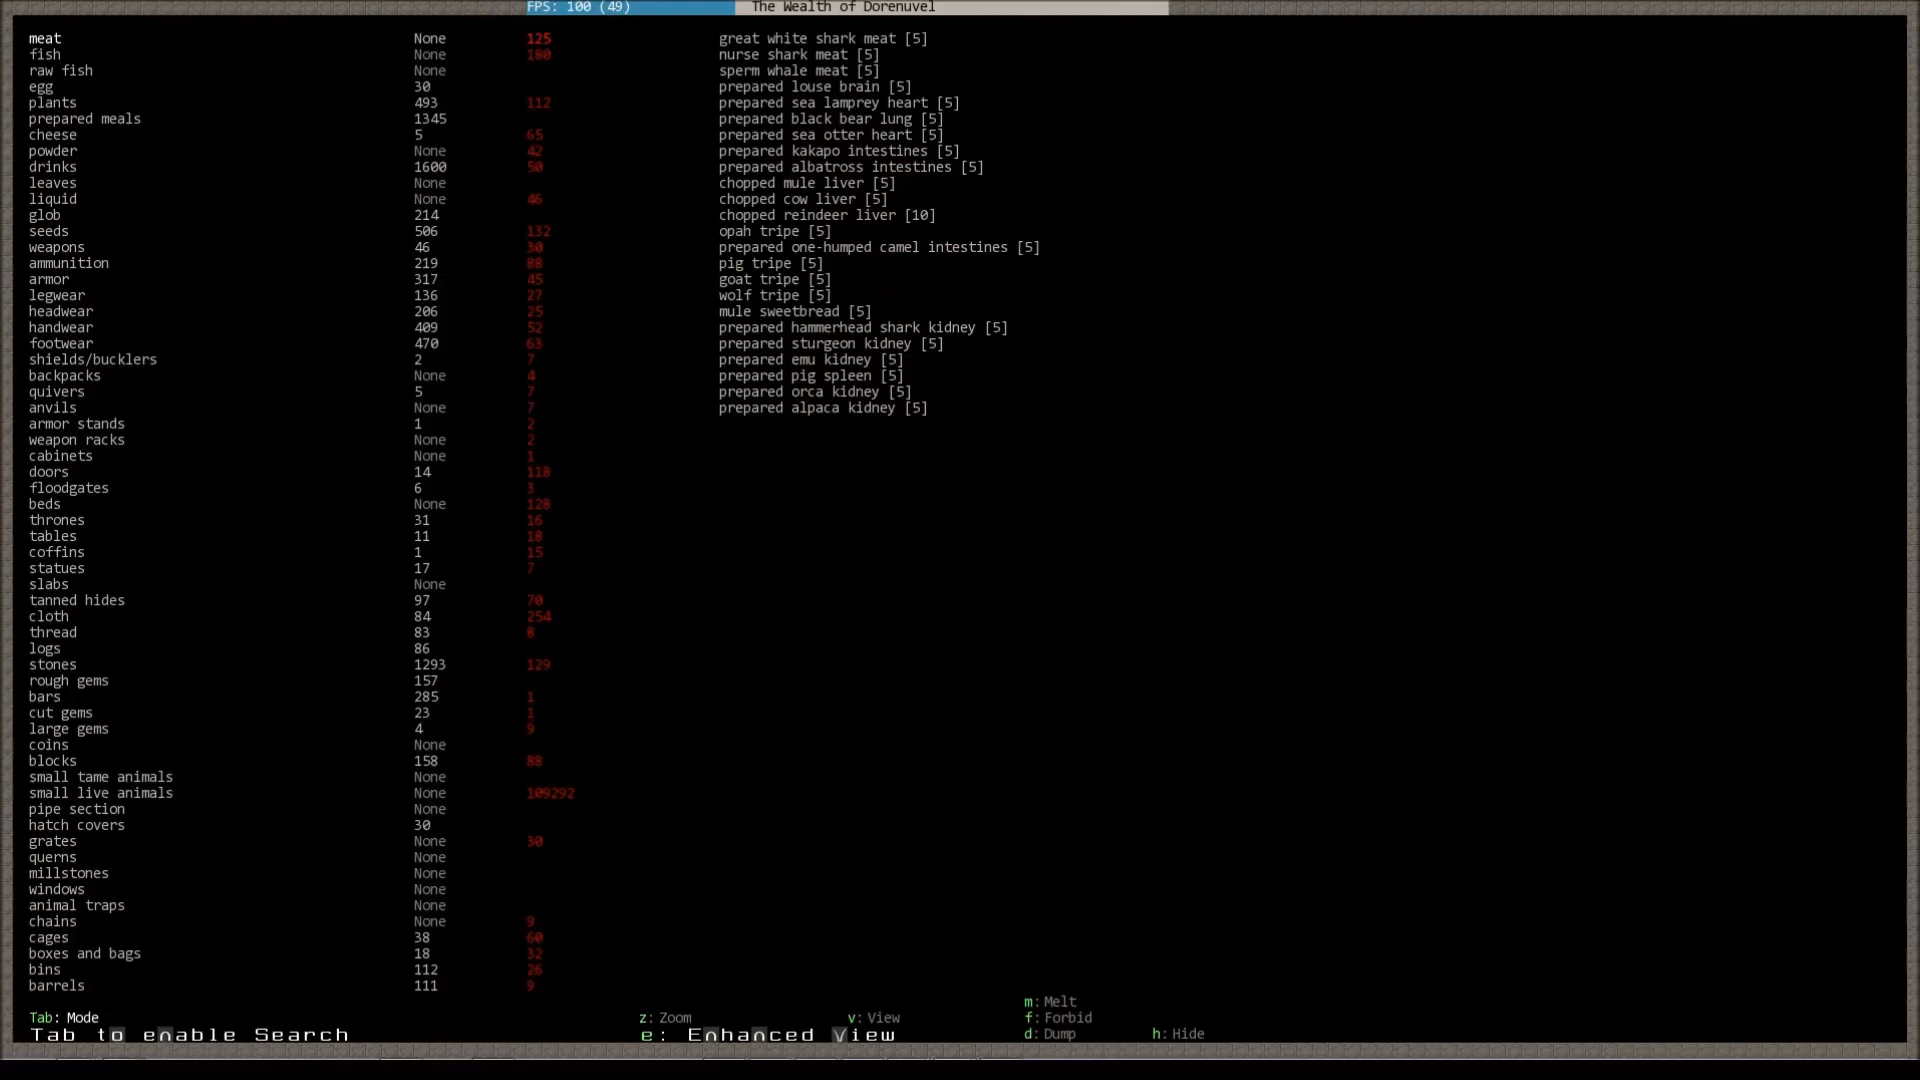 FPS: 100 (49) The Wealth of Dorenuvel
meat None 125 great white shark meat [5]
fish None 180 nurse shark meat [5]
raw fish None sperm whale meat [5]
egg 30 prepared louse brain [5]
plants 493 112 prepared sea lamprey heart [5]
prepared meals 1345 prepared black bear lung [5]
cheese 5 65 prepared sea otter heart [5]
powder None 42 prepared kakapo intestines [5]
drinks 1600 50 prepared albatross intestines [5]
leaves None chopped mule liver [5]
liquid None 46 chopped cow liver [5]
glob 214 chopped reindeer liver [10]
seeds 506 132 opah tripe [5]
weapons 46 30 prepared one-humped camel intestines [5]
ammunition 219 88 pig tripe [5]
armor 317 45 goat tripe [5]
legwear 136 27 wolf tripe [5]
headwear 206 25 mule sweetbread [5]
handwear 409 52 prepared hammerhead shark kidney [5]
footwear 470 63 prepared sturgeon kidney [5]
shields/bucklers 2 7 prepared emu kidney [5]
backpacks None 4 prepared pig spleen [5]
quivers 5 7 prepared orca kidney [5]
anvils None 7 prepared alpaca kidney [5]
armor stands 1 2
weapon racks None 2
cabinets None 1
doors 14 118
floodgates 6 3
beds None 128
thrones 31 16
tables 11 18
coffins 1 15
statues 17 7
slabs None
tanned hides 97 70
cloth 84 254
thread 83 8
logs 86
stones 1293 129
rough gems 157
bars 285 1
cut gems 23 1
large gems 4 9
coins None
blocks 158 88
small tame animals None
small live animals None 109292
pipe section None
hatch covers 30
grates None 30
querns None
millstones None
windows None
animal traps None
chains None 9
cages 38 60
boxes and bags 18 32
bins 112 26
barrels 111 9
m: Melt
Tab: Mode z: Zoom v: View f: Forbid
Tab to enable Search e: Enhanced View d: Dump h: Hide